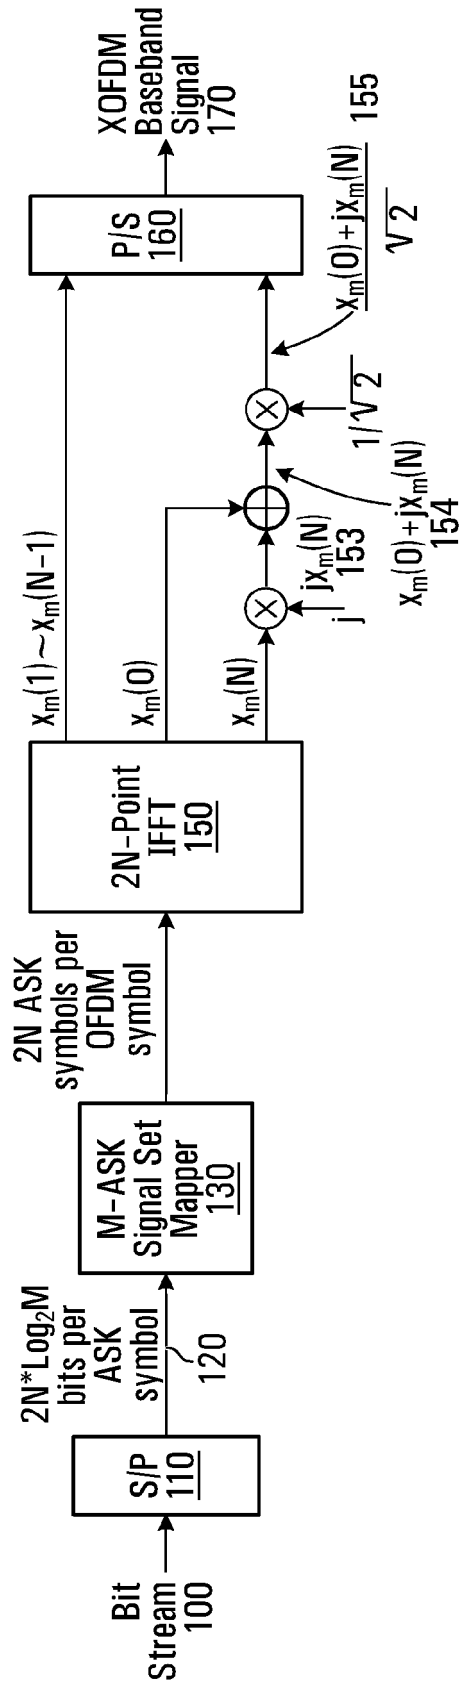 Bit
Stream
100
S/P
110
2N*Log₂M
bits per
ASK
symbol
120
M-ASK
Signal Set
Mapper
130
2N ASK
symbols per
OFDM
symbol
2N-Point
IFFT
150
xₘ(1)~xₘ(N-1)
xₘ(0)
xₘ(N)
j
jxₘ(N)
153
xₘ(0)+jxₘ(N)
154
1/√2
xₘ(0)+jxₘ(N)
√2
155
P/S
160
XOFDM
Baseband
Signal
170